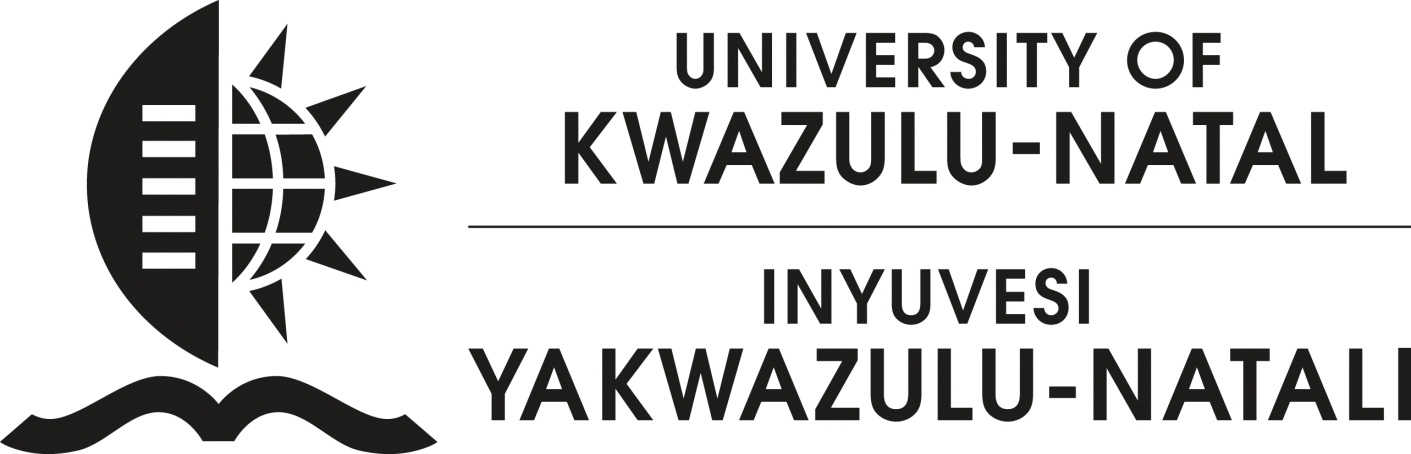 UNIVERSITY OF
KWAZULU-NATAL
INYUVESI
YAKWAZULU-NATALI